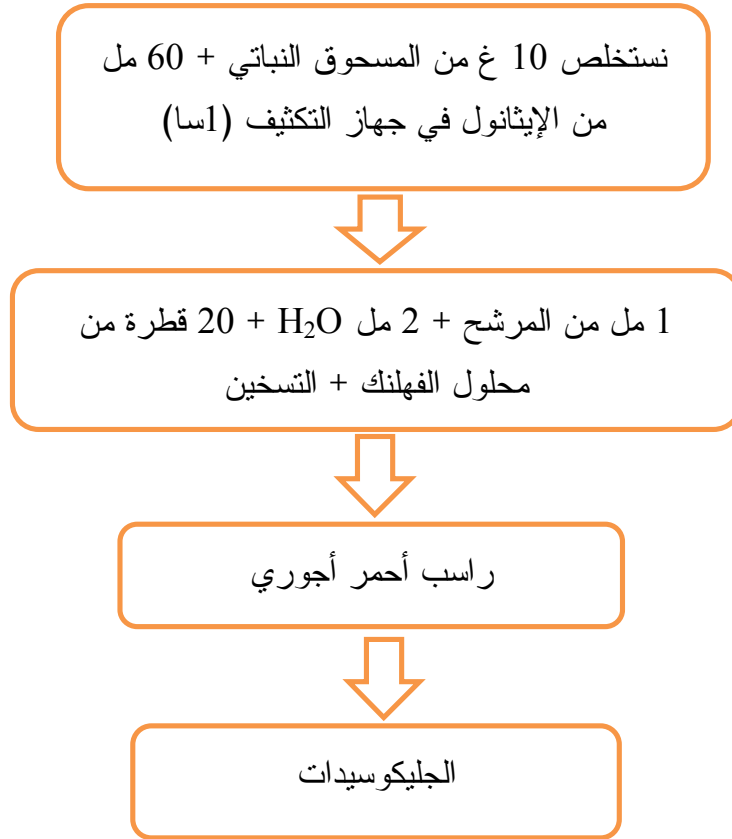 نستخلص 10 غ من المسحوق النباتي + 60 مل
من الإيثانول في جهاز التكثيف (1سا)
1 مل من المرشح + 2 مل H₂O + 20 قطرة من
محلول الفهلنك + التسخين
راسب أحمر أجوري
الجليكوسيدات